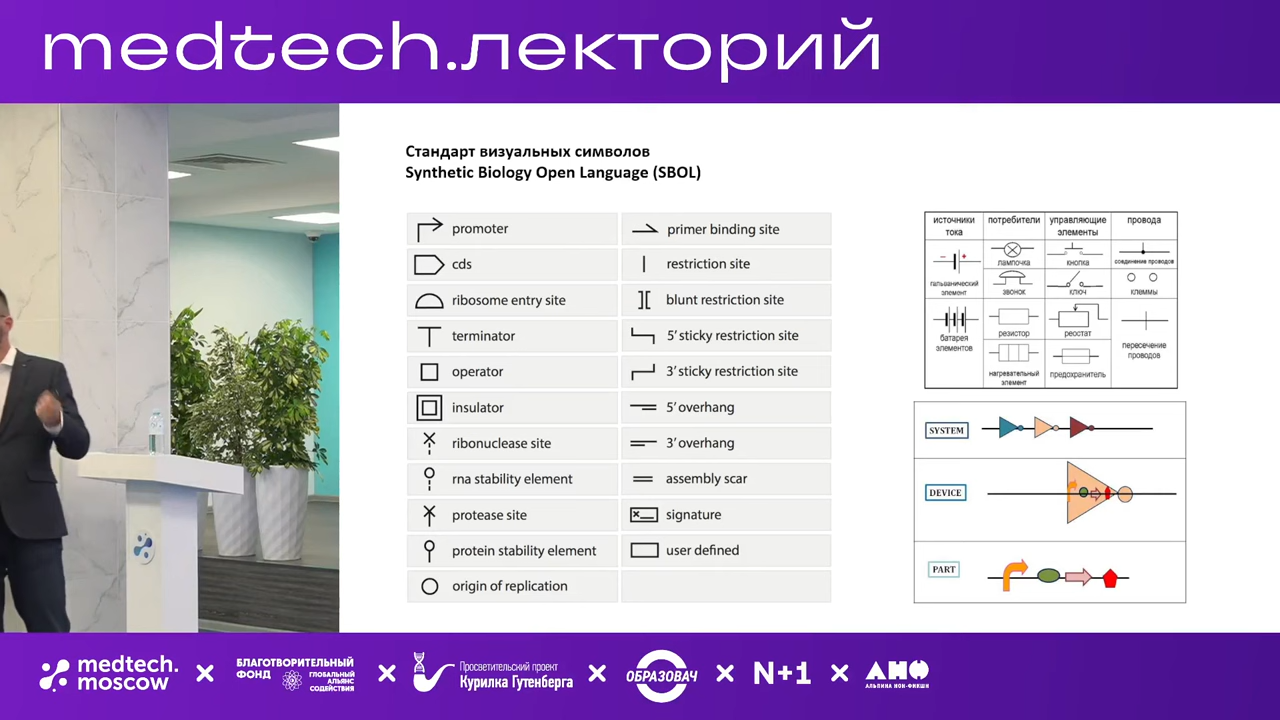 medtech.лекторий
Стандарт визуальных символов
Synthetic Biology Open Language (SBOL)
promoter
cds
ribosome entry site
terminator
operator
insulator
ribonuclease site
rna stability element
protease site
protein stability element
origin of replication
primer binding site
restriction site
blunt restriction site
5' sticky restriction site
3' sticky restriction site
5' overhang
3' overhang
assembly scar
signature
user defined
источники
тока
потребители
управляющие
элементы
провода
гальванический
элемент
лампочка
кнопка
соединение проводов
звонок
ключ
клеммы
батарея
элементов
резистор
реостат
пересечение
проводов
нагревательный
элемент
предохранитель
SYSTEM
DEVICE
PART
medtech.
moscow
БЛАГОТВОРИТЕЛЬНЫЙ
ФОНД
ГЛОБАЛЬНЫЙ
АЛЬЯНС
СОДЕЙСТВИЯ
Просветительский проект
Курилка Гутенберга
ОБРАЗОВАЧ
N+1
АНФ
АЛЬПИНА НОН-ФИКШН